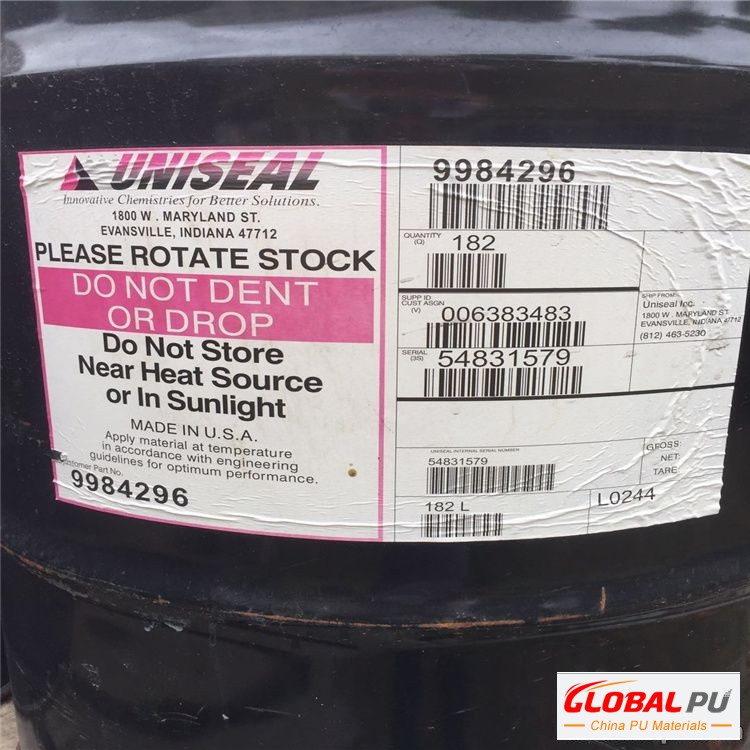 UNISEAL
Innovative Chemistries for Better Solutions.
1800 W . MARYLAND ST.
EVANSVILLE, INDIANA 47712
PLEASE ROTATE STOCK
DO NOT DENT
OR DROP
Do Not Store
Near Heat Source
or In Sunlight
MADE IN U.S.A.
Apply material at temperature
in accordance with engineering
guidelines for optimum performance.
Customer Part No.
9984296
9984296
QUANTITY
(Q)
182
SUPP ID
CUST ASGN
(V)
006383483
SERIAL
(3S)
54831579
SHIP FROM:
Uniseal Inc.
1800 W . MARYLAND ST.
EVANSVILLE, INDIANA 47712
(812) 463-5230
UNISEAL INTERNAL SERIAL NUMBER
54831579
182 L
GROSS:
NET:
TARE:
L0244
GLOBAL PU
China PU Materials